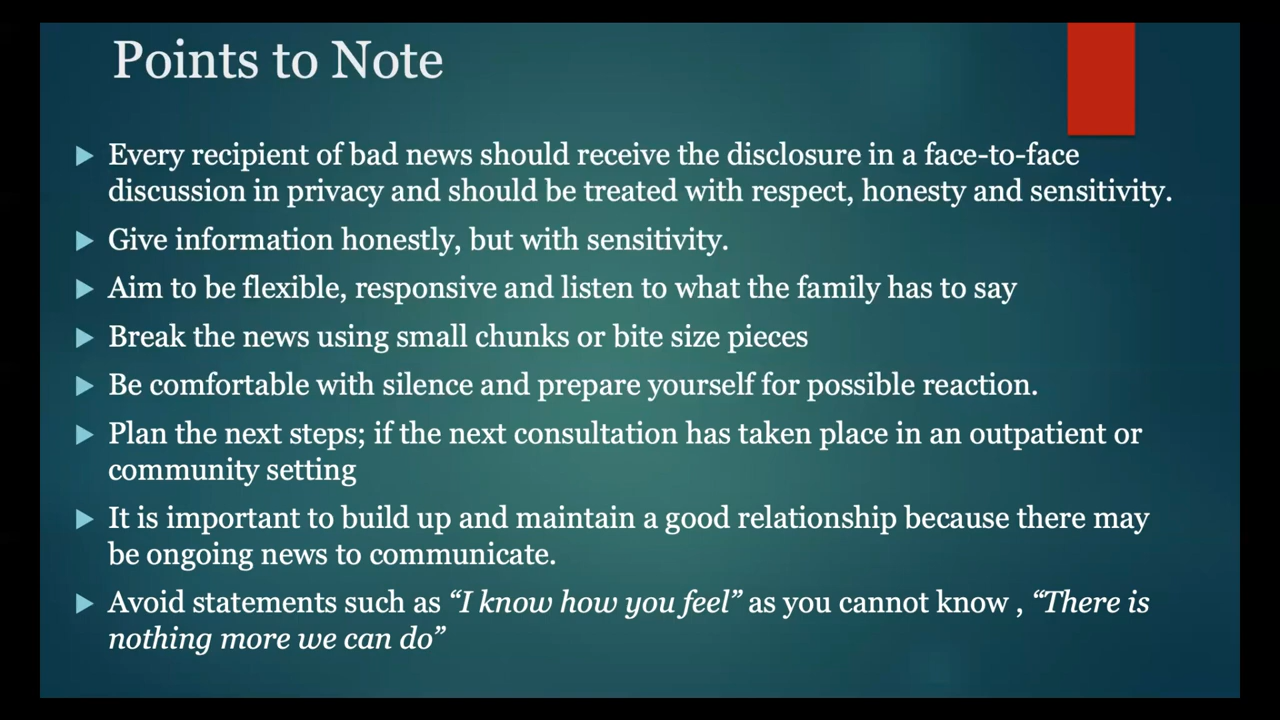 Points to Note
Every recipient of bad news should receive the disclosure in a face-to-face
discussion in privacy and should be treated with respect, honesty and sensitivity.
Give information honestly, but with sensitivity.
Aim to be flexible, responsive and listen to what the family has to say
Break the news using small chunks or bite size pieces
Be comfortable with silence and prepare yourself for possible reaction.
Plan the next steps; if the next consultation has taken place in an outpatient or
community setting
It is important to build up and maintain a good relationship because there may
be ongoing news to communicate.
Avoid statements such as “I know how you feel” as you cannot know , “There is
nothing more we can do”